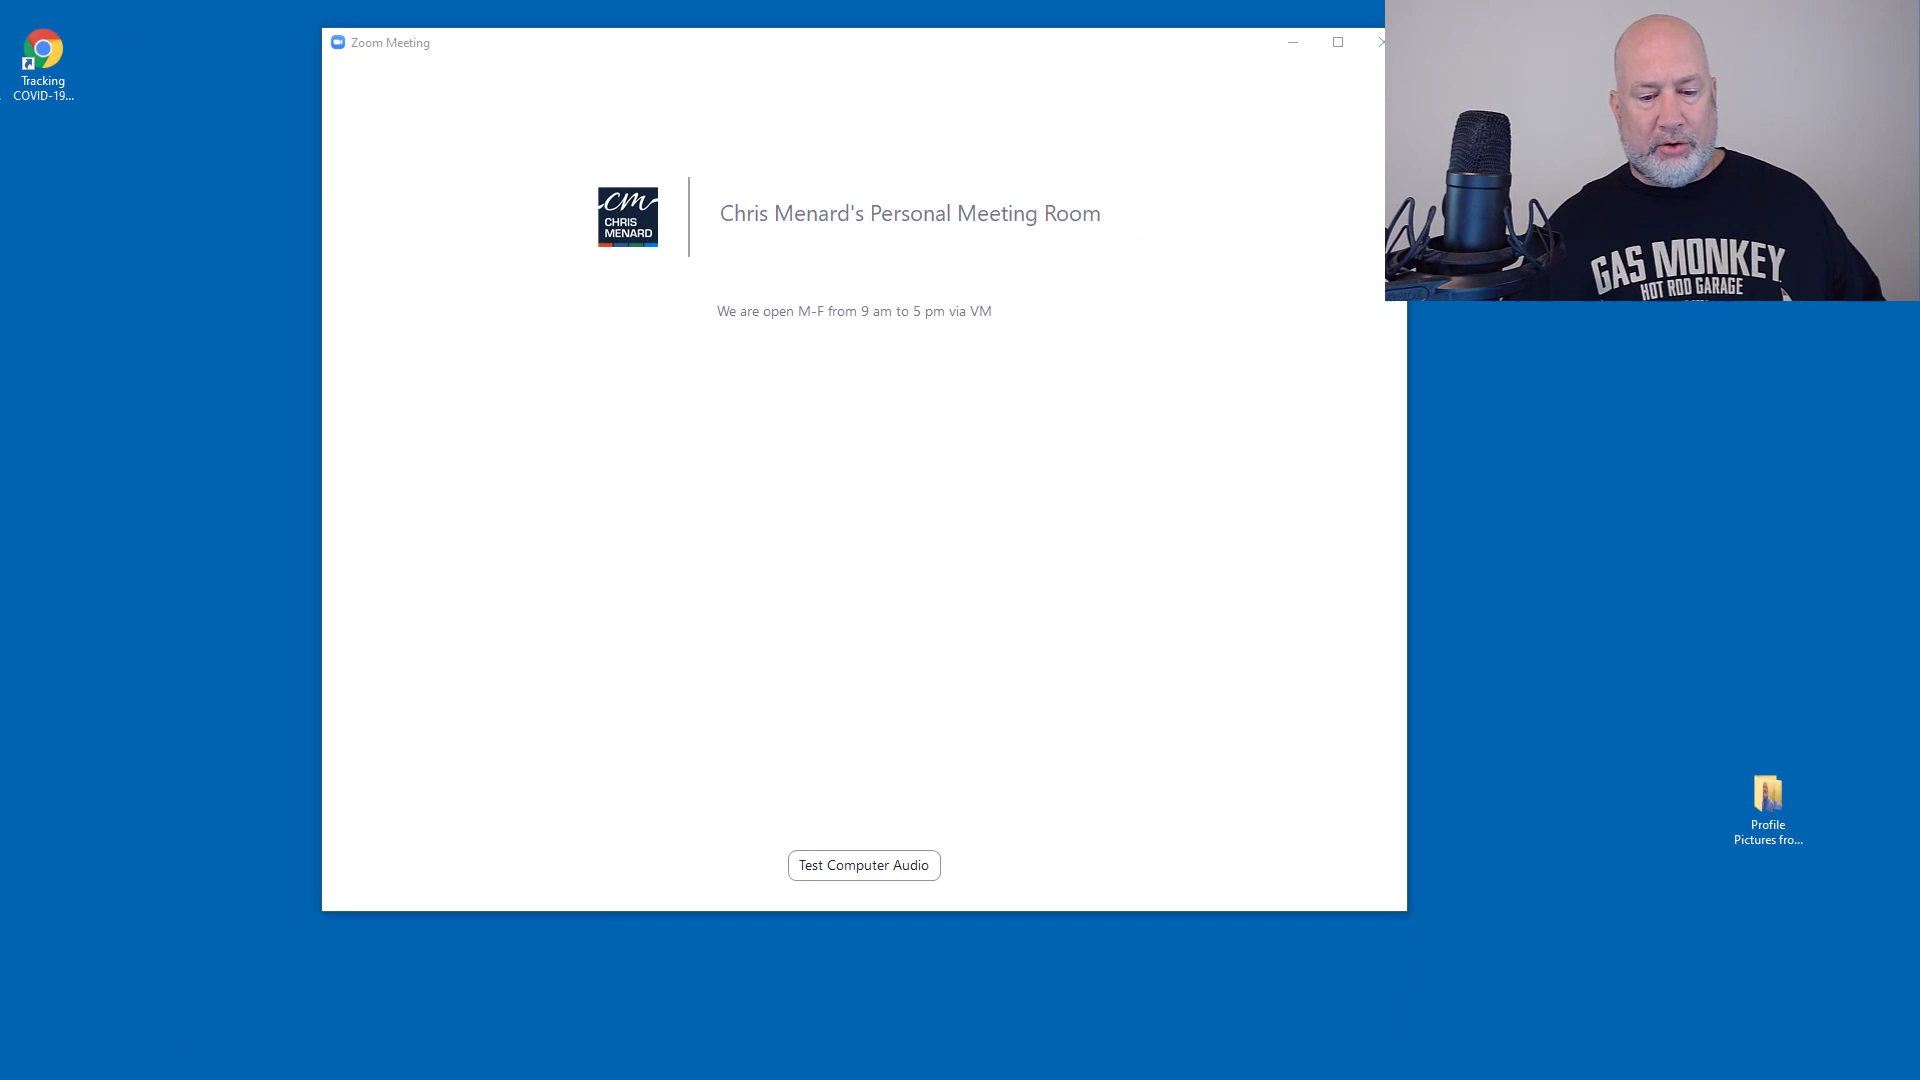 Tracking
COVID-19...
Zoom Meeting
cm
CHRIS
MENARD
Chris Menard's Personal Meeting Room
We are open M-F from 9 am to 5 pm via VM
Test Computer Audio
GAS MONKEY
HOT ROD GARAGE
Profile
Pictures fro...